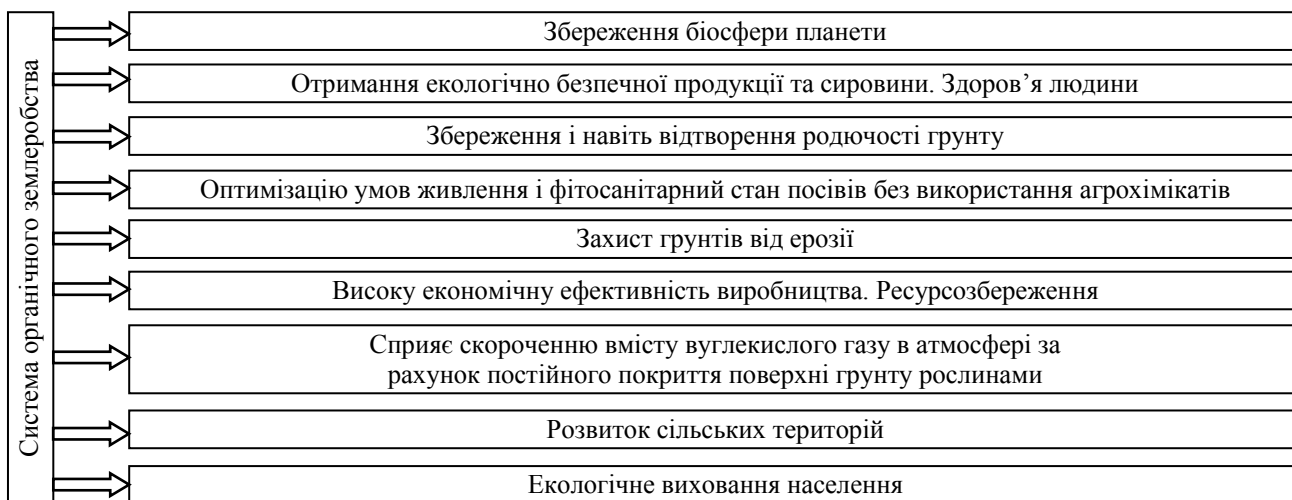 Система органічного землеробства
Збереження біосфери планети
Отримання екологічно безпечної продукції та сировини. Здоров’я людини
Збереження і навіть відтворення родючості грунту
Оптимізацію умов живлення і фітосанітарний стан посівів без використання агрохімікатів
Захист грунтів від ерозії
Високу економічну ефективність виробництва. Ресурсозбереження
Сприяє скороченню вмісту вуглекислого газу в атмосфері за
рахунок постійного покриття поверхні грунту рослинами
Розвиток сільських територій
Екологічне виховання населення